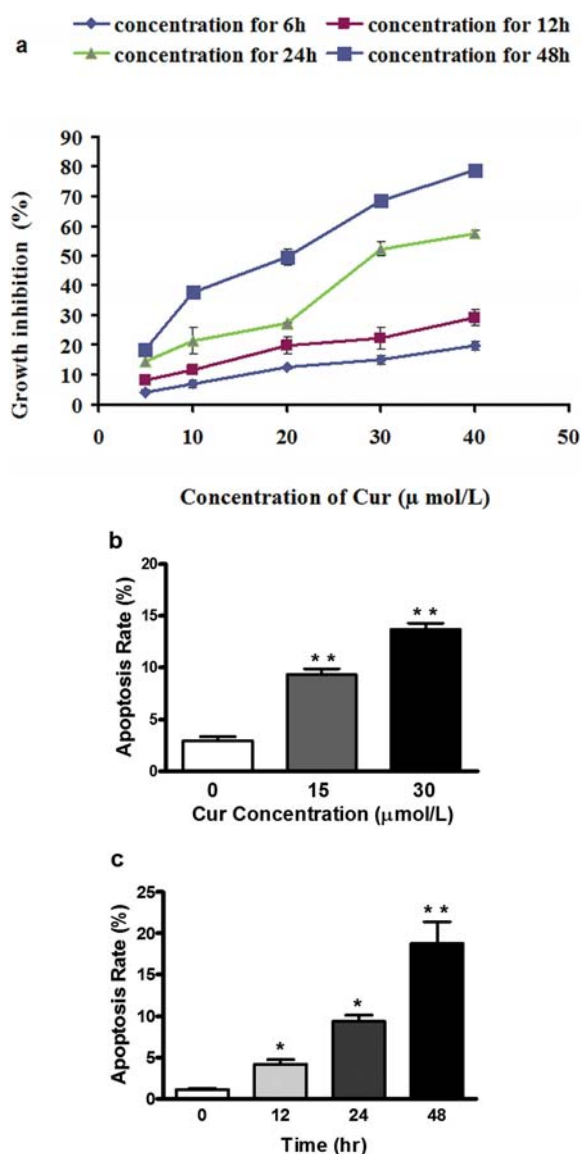 a
concentration for 6h concentration for 12h
concentration for 24h concentration for 48h
90
80
70
60
50
40
30
20
10
0
Growth inhibition (%)
0 10 20 30 40 50
Concentration of Cur (μ mol/L)
b
20
15
10
5
0
Apoptosis Rate (%)
* *
* *
0 15 30
Cur Concentration (μmol/L)
c
25
20
15
10
5
0
Apoptosis Rate (%)
*
*
* *
0 12 24 48
Time (hr)